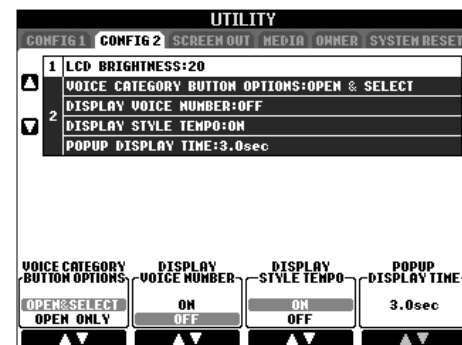 UTILITY
CONFIG 1 CONFIG 2 SCREEN OUT MEDIA OWNER SYSTEM RESET
1 LCD BRIGHTNESS:20
2 VOICE CATEGORY BUTTON OPTIONS:OPEN & SELECT
DISPLAY VOICE NUMBER:OFF
DISPLAY STYLE TEMPO:ON
POPUP DISPLAY TIME:3.0sec
VOICE CATEGORY BUTTON OPTIONS
DISPLAY VOICE NUMBER
DISPLAY STYLE TEMPO
POPUP DISPLAY TIME
OPEN&SELECT ON ON 3.0sec
OPEN ONLY OFF OFF